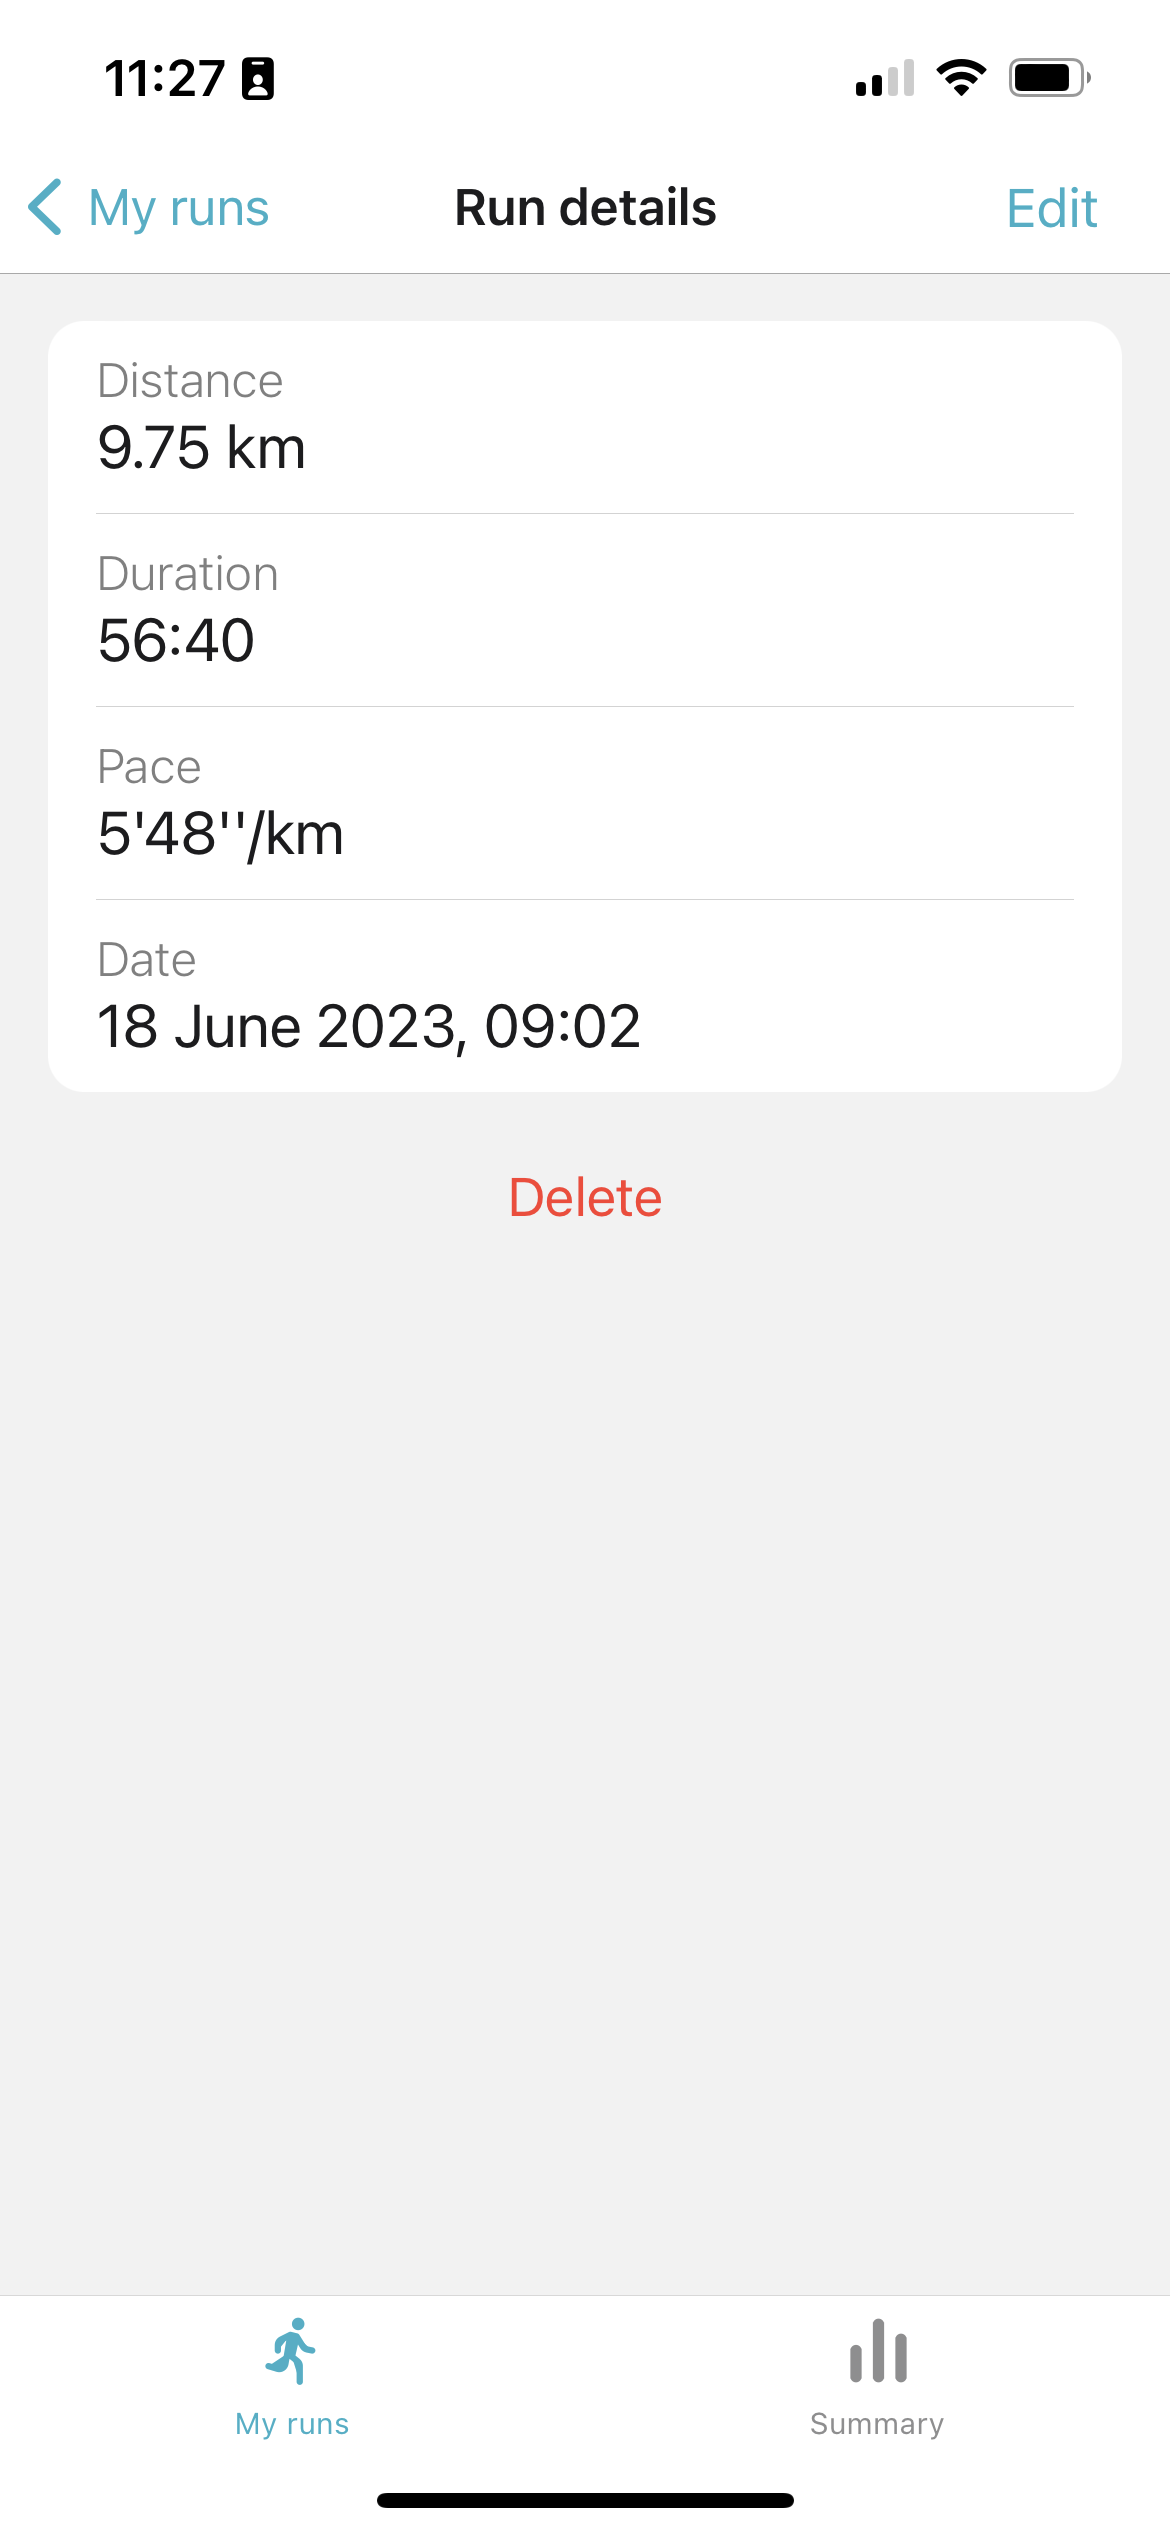 11:27
My runs
Run details
Edit
Distance
9.75 km
Duration
56:40
Pace
5'48''/km
Date
18 June 2023, 09:02
Delete
My runs
Summary